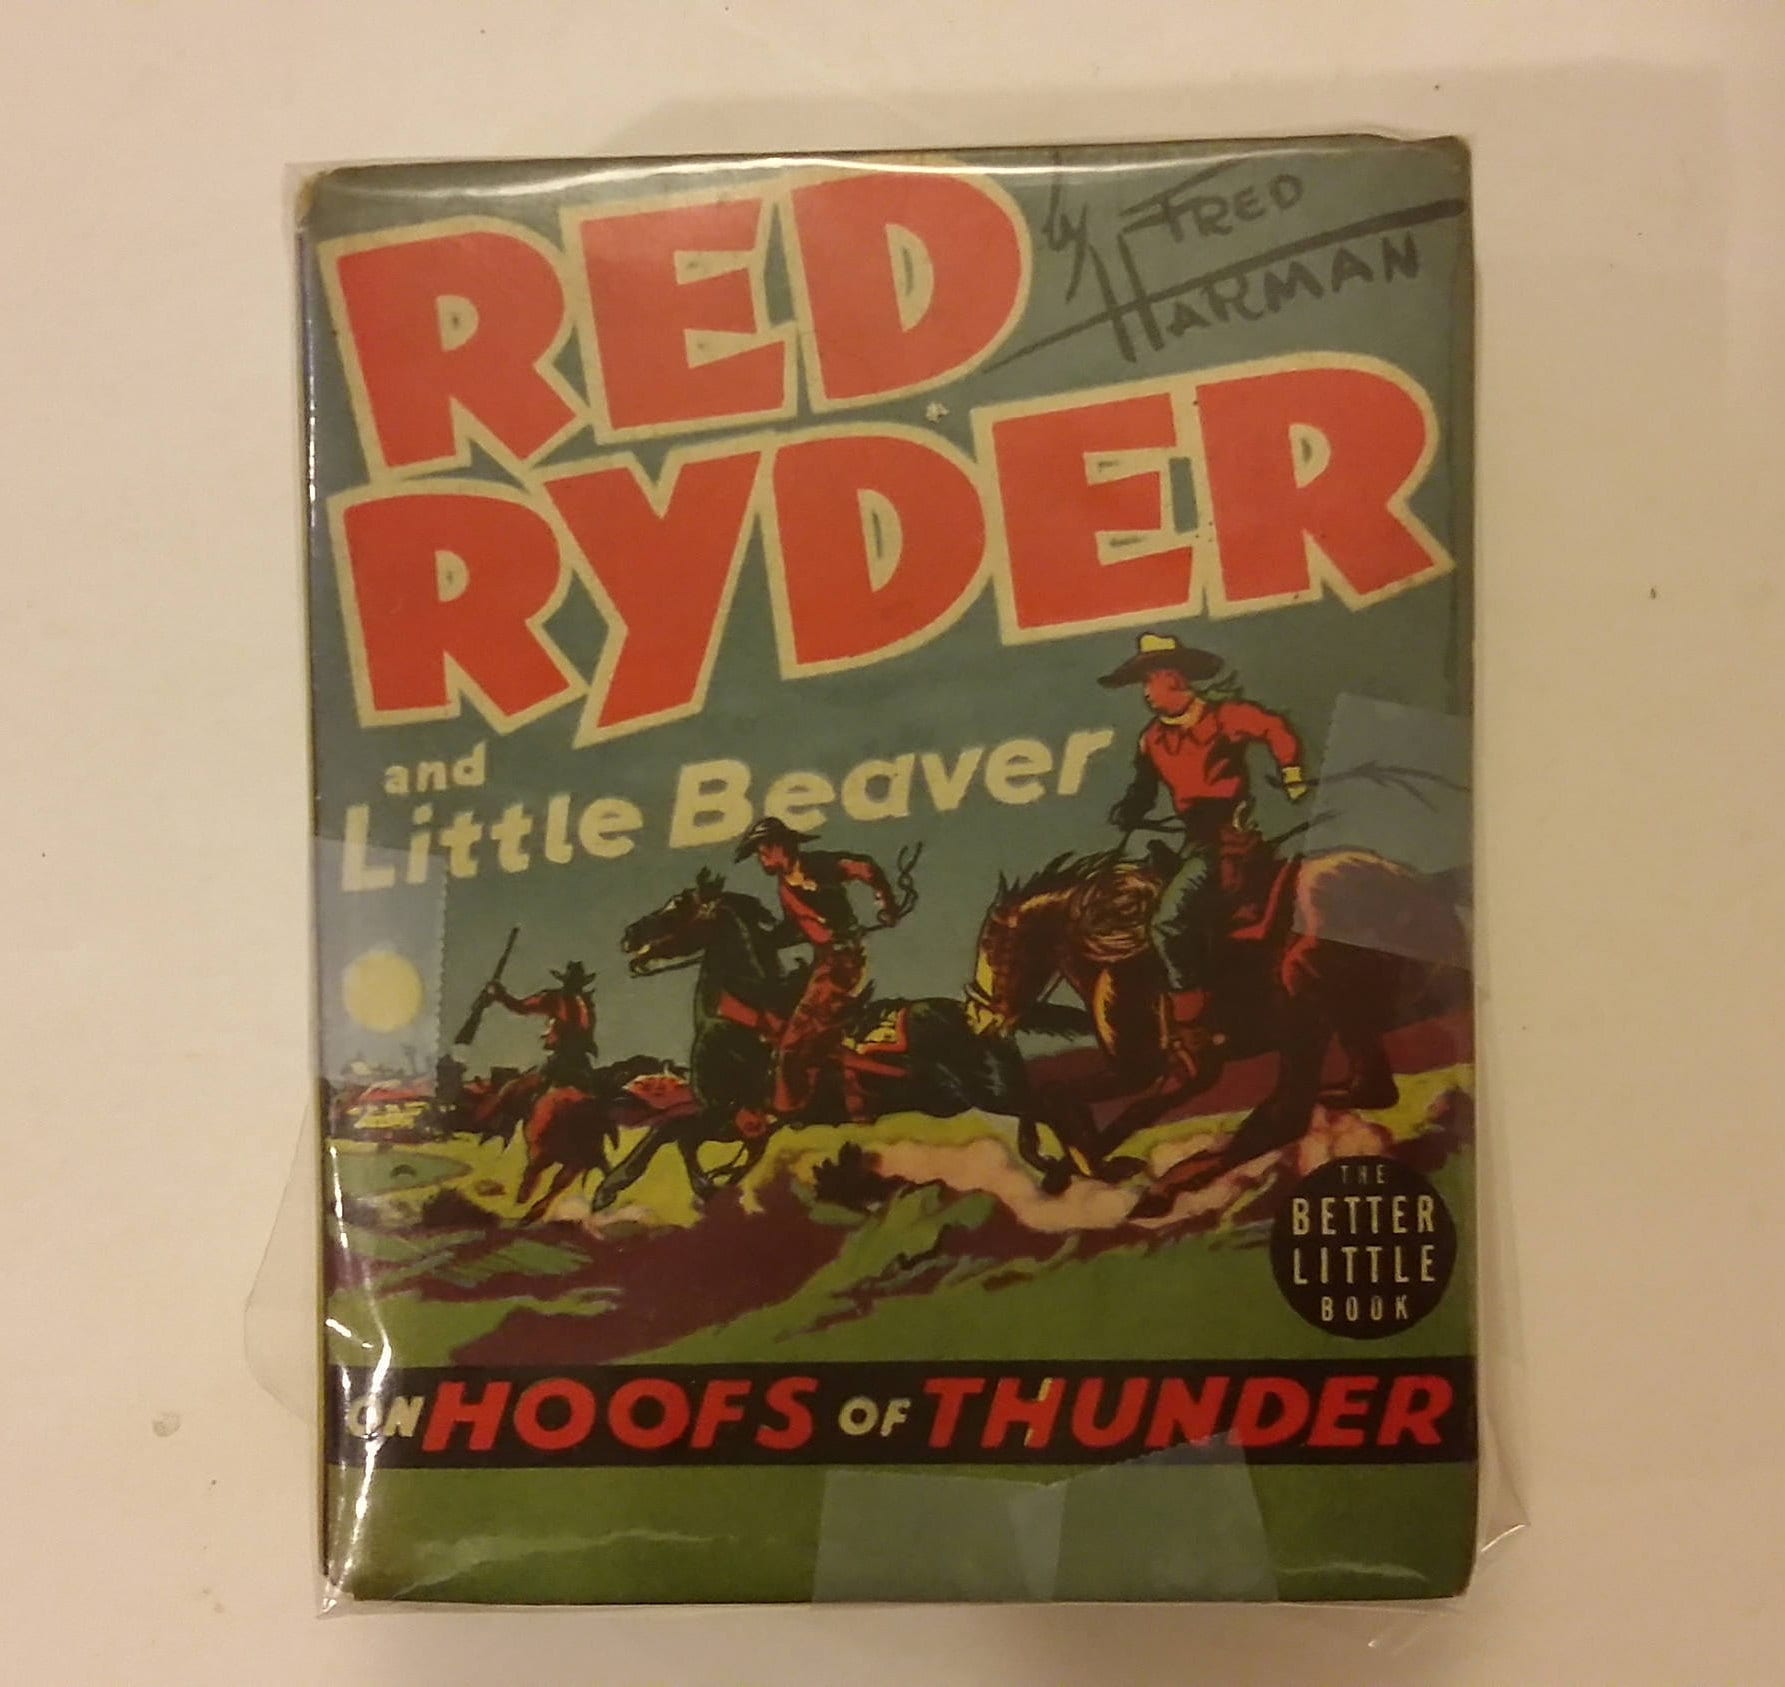 RED
by FRED
HARMAN
RYDER
and
Little Beaver
THE
BETTER
LITTLE
BOOK
ON HOOFS OF THUNDER